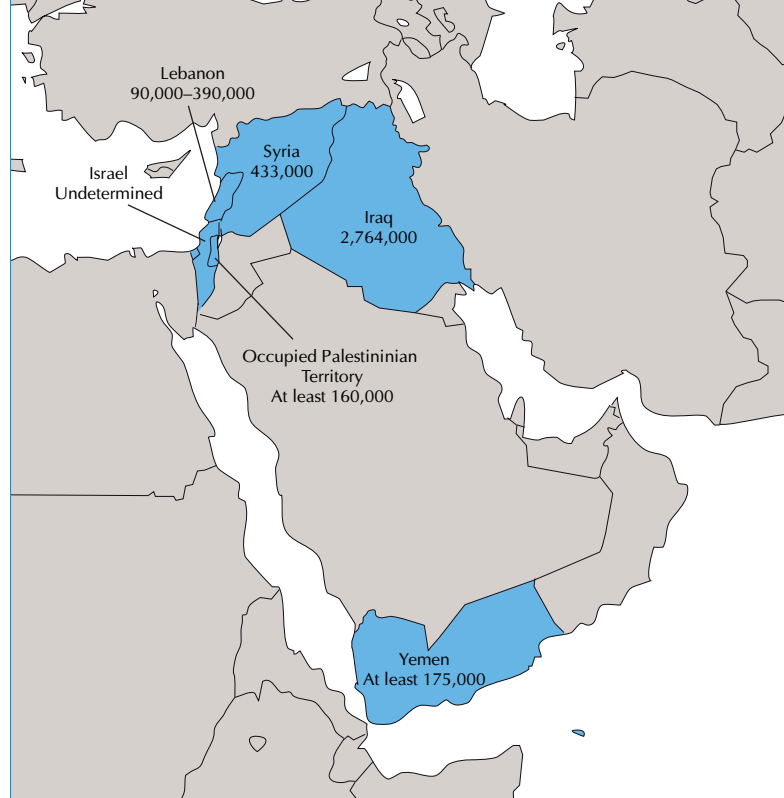 Lebanon
90,000–390,000
Syria
433,000
Israel
Undetermined
Iraq
2,764,000
Occupied Palestininian
Territory
At least 160,000
Yemen
At least 175,000